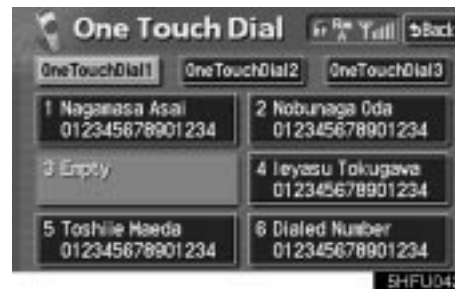 One Touch Dial Rm Back
OneTouchDial1 OneTouchDial2 OneTouchDial3
1 Nagamasa Asai
012345678901234
2 Nobunaga Oda
012345678901234
3 Empty
4 Ieyasu Tokugawa
012345678901234
5 Toshiie Maeda
012345678901234
6 Dialed Number
012345678901234
5HFU04